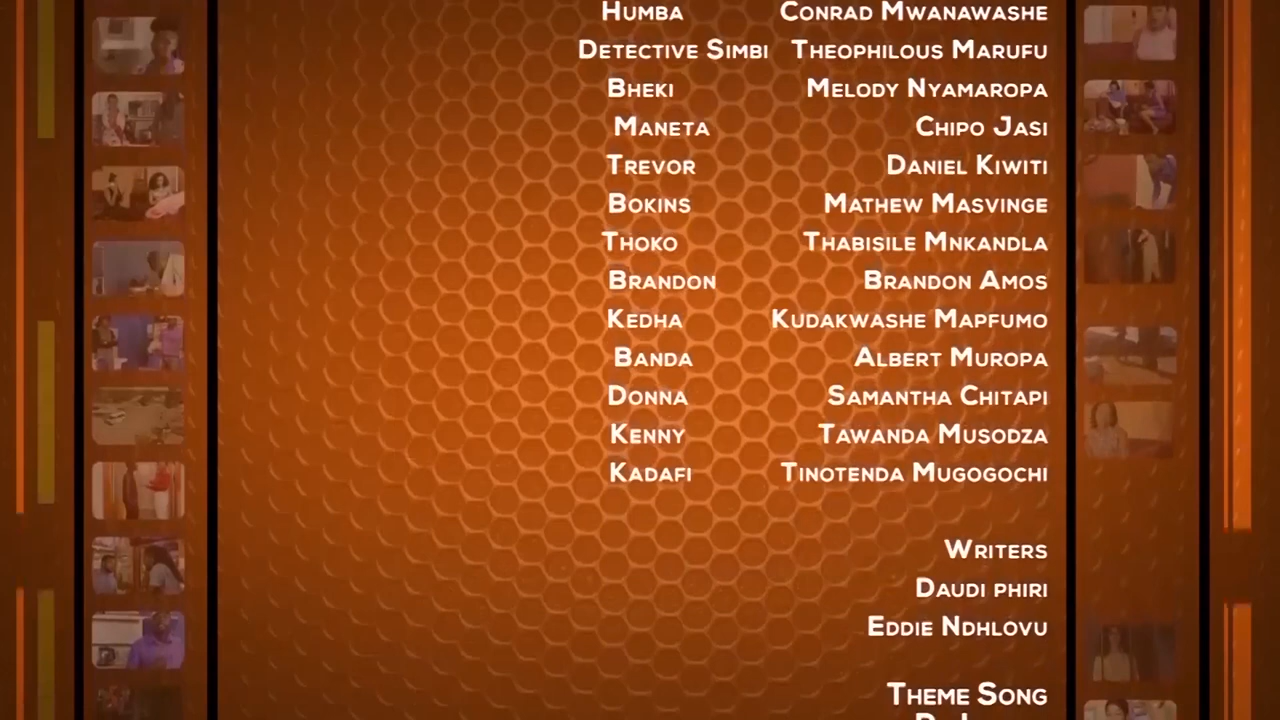 Humba Conrad Mwanawashe
Detective Simbi Theophilous Marufu
Bheki Melody Nyamaropa
Maneta Chipo Jasi
Trevor Daniel Kiwiti
Bokins Mathew Masvinge
Thoko Thabisile Mnkandla
Brandon Brandon Amos
Kedha Kudakwashe Mapfumo
Banda Albert Muropa
Donna Samantha Chitapi
Kenny Tawanda Musodza
Kadafi Tinotenda Mugogochi
Writers
Daudi phiri
Eddie Ndhlovu
Theme Song